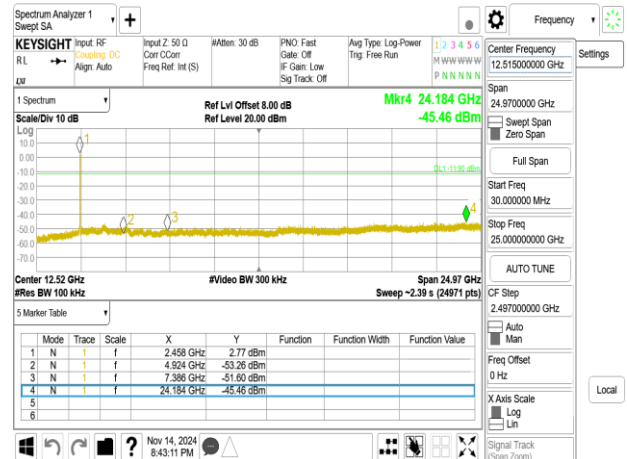 Spectrum Analyzer 1
Swept SA
+
Frequency
KEYSIGHT
RL
Input: RF
Coupling: DC
Align: Auto
Input Z: 50 Ω
Corr CCorr
Freq Ref: Int (S)
#Atten: 30 dB
PNO: Fast
Gate: Off
IF Gain: Low
Sig Track: Off
Avg Type: Log-Power
Trig: Free Run
1 2 3 4 5 6
M W W W W W
P N N N N N
Center Frequency
12.515000000 GHz
Settings
Span
24.9700000 GHz
Swept Span
Zero Span
Full Span
Start Freq
30.000000 MHz
Stop Freq
25.000000000 GHz
AUTO TUNE
CF Step
2.497000000 GHz
Auto
Man
Freq Offset
0 Hz
X Axis Scale
Log
Lin
Signal Track
(Span Zoom)
Local
1 Spectrum
Scale/Div 10 dB
Ref Lvl Offset 8.00 dB
Ref Level 20.00 dBm
Mkr4 24.184 GHz
-45.46 dBm
Log
10.0
0.00
-10.0
-20.0
-30.0
-40.0
-50.0
-60.0
-70.0
1
2
3
4
DL1 -11.90 dBm
Center 12.52 GHz
#Video BW 300 kHz
Span 24.97 GHz
#Res BW 100 kHz
Sweep ~2.39 s (24971 pts)
5 Marker Table
Mode Trace Scale X Y Function Function Width Function Value
1 N 1 f 2.458 GHz 2.77 dBm
2 N 1 f 4.924 GHz -53.26 dBm
3 N 1 f 7.386 GHz -51.60 dBm
4 N 1 f 24.184 GHz -45.46 dBm
5
6
?
Nov 14, 2024
8:43:11 PM